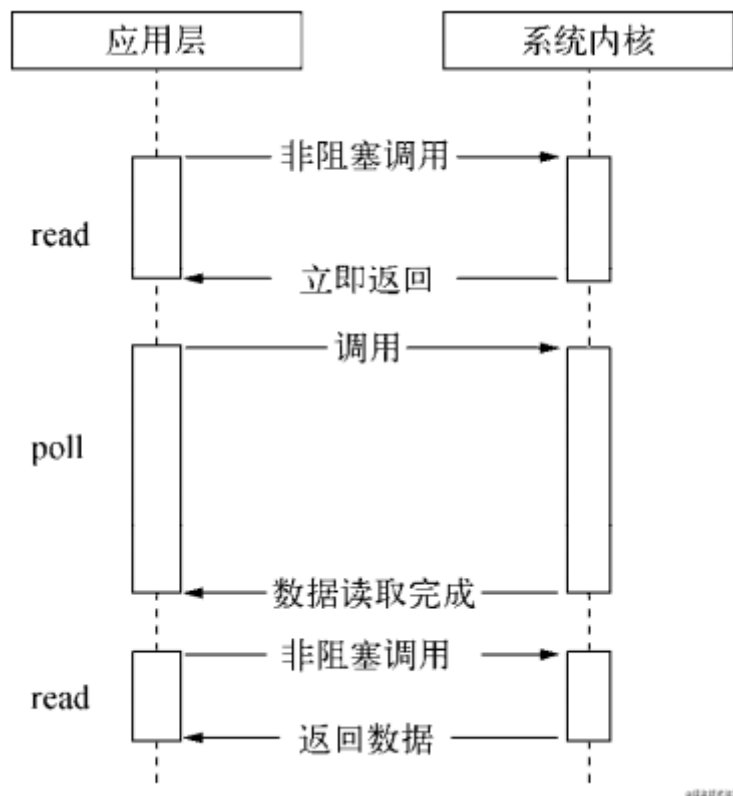 应用层
系统内核
非阻塞调用
read
立即返回
调用
poll
数据读取完成
非阻塞调用
read
返回数据